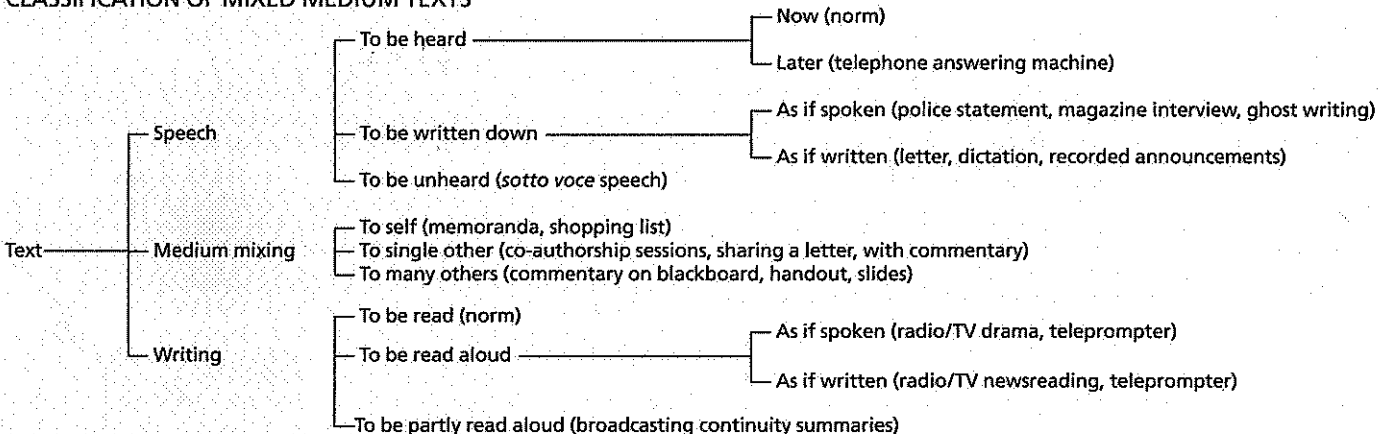 CLASSIFICATION OF MIXED MEDIUM TEXTS
Now (norm)
To be heard
Later (telephone answering machine)
As if spoken (police statement, magazine interview, ghost writing)
Speech
To be written down
As if written (letter, dictation, recorded announcements)
To be unheard (sotto voce speech)
To self (memoranda, shopping list)
Text
Medium mixing
To single other (co-authorship sessions, sharing a letter, with commentary)
To many others (commentary on blackboard, handout, slides)
To be read (norm)
As if spoken (radio/TV drama, teleprompter)
Writing
To be read aloud
As if written (radio/TV newsreading, teleprompter)
To be partly read aloud (broadcasting continuity summaries)